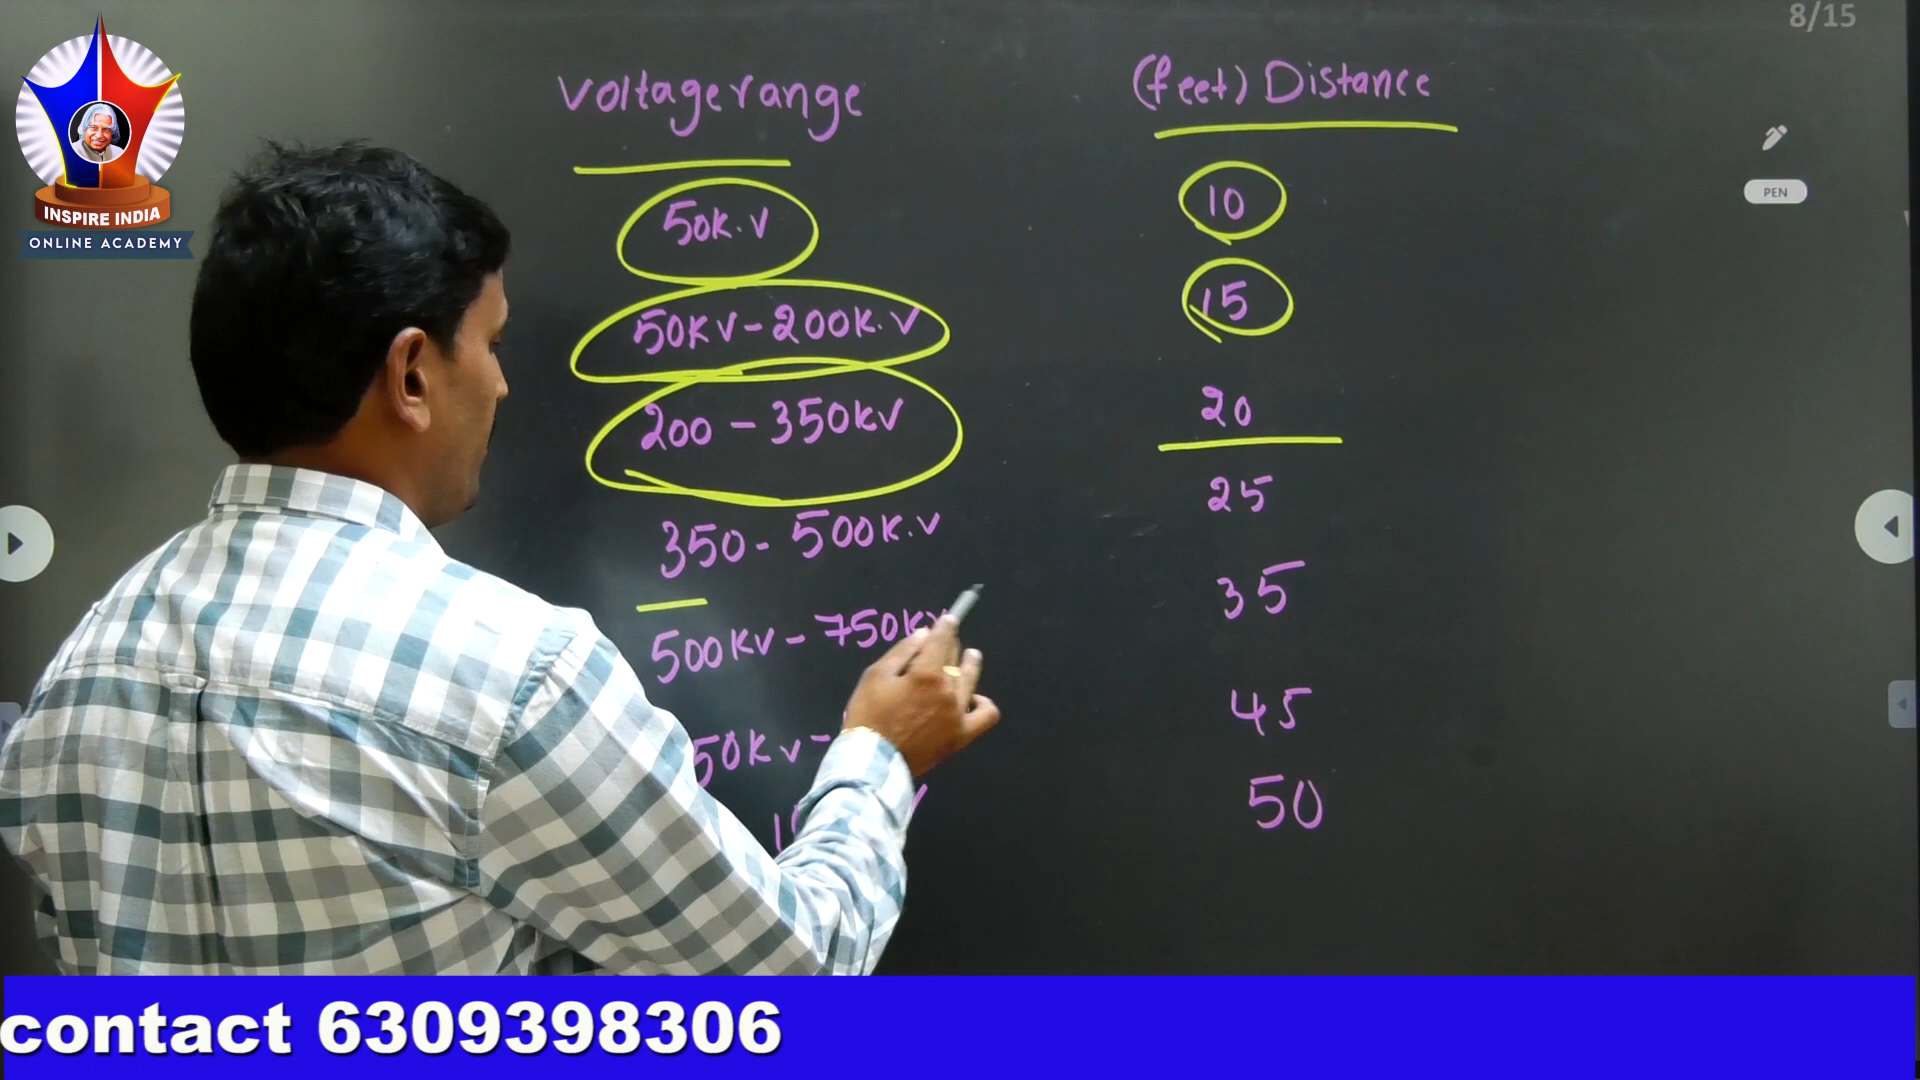 8/15
INSPIRE INDIA
ONLINE ACADEMY
voltage range (feet) Distance
PEN
50K.V 10
50KV-200K.V 15
200-350KV 20
350-500K.V 25
500KV-750KV 35
50KV- 45
50
contact 6309398306